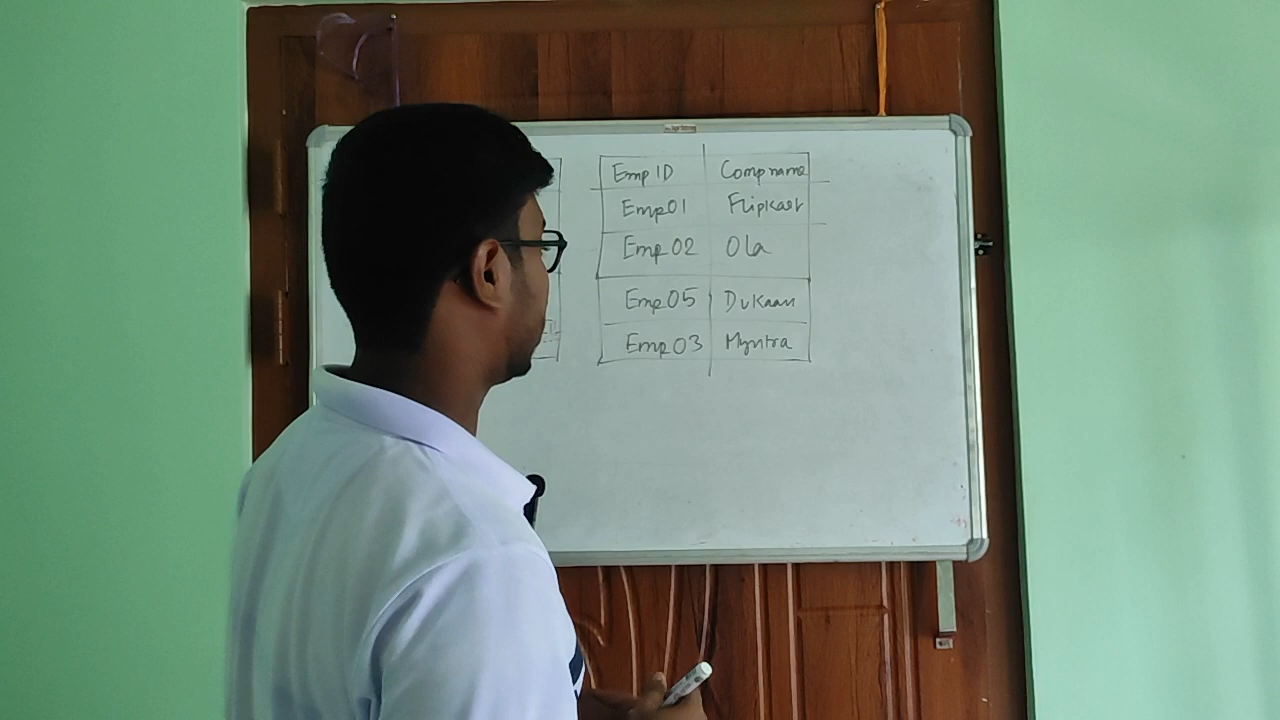 Emp ID Compname
Emp01 Flipkart
Emp02 Ola
Emp05 Dukaan
Emp03 Myntra